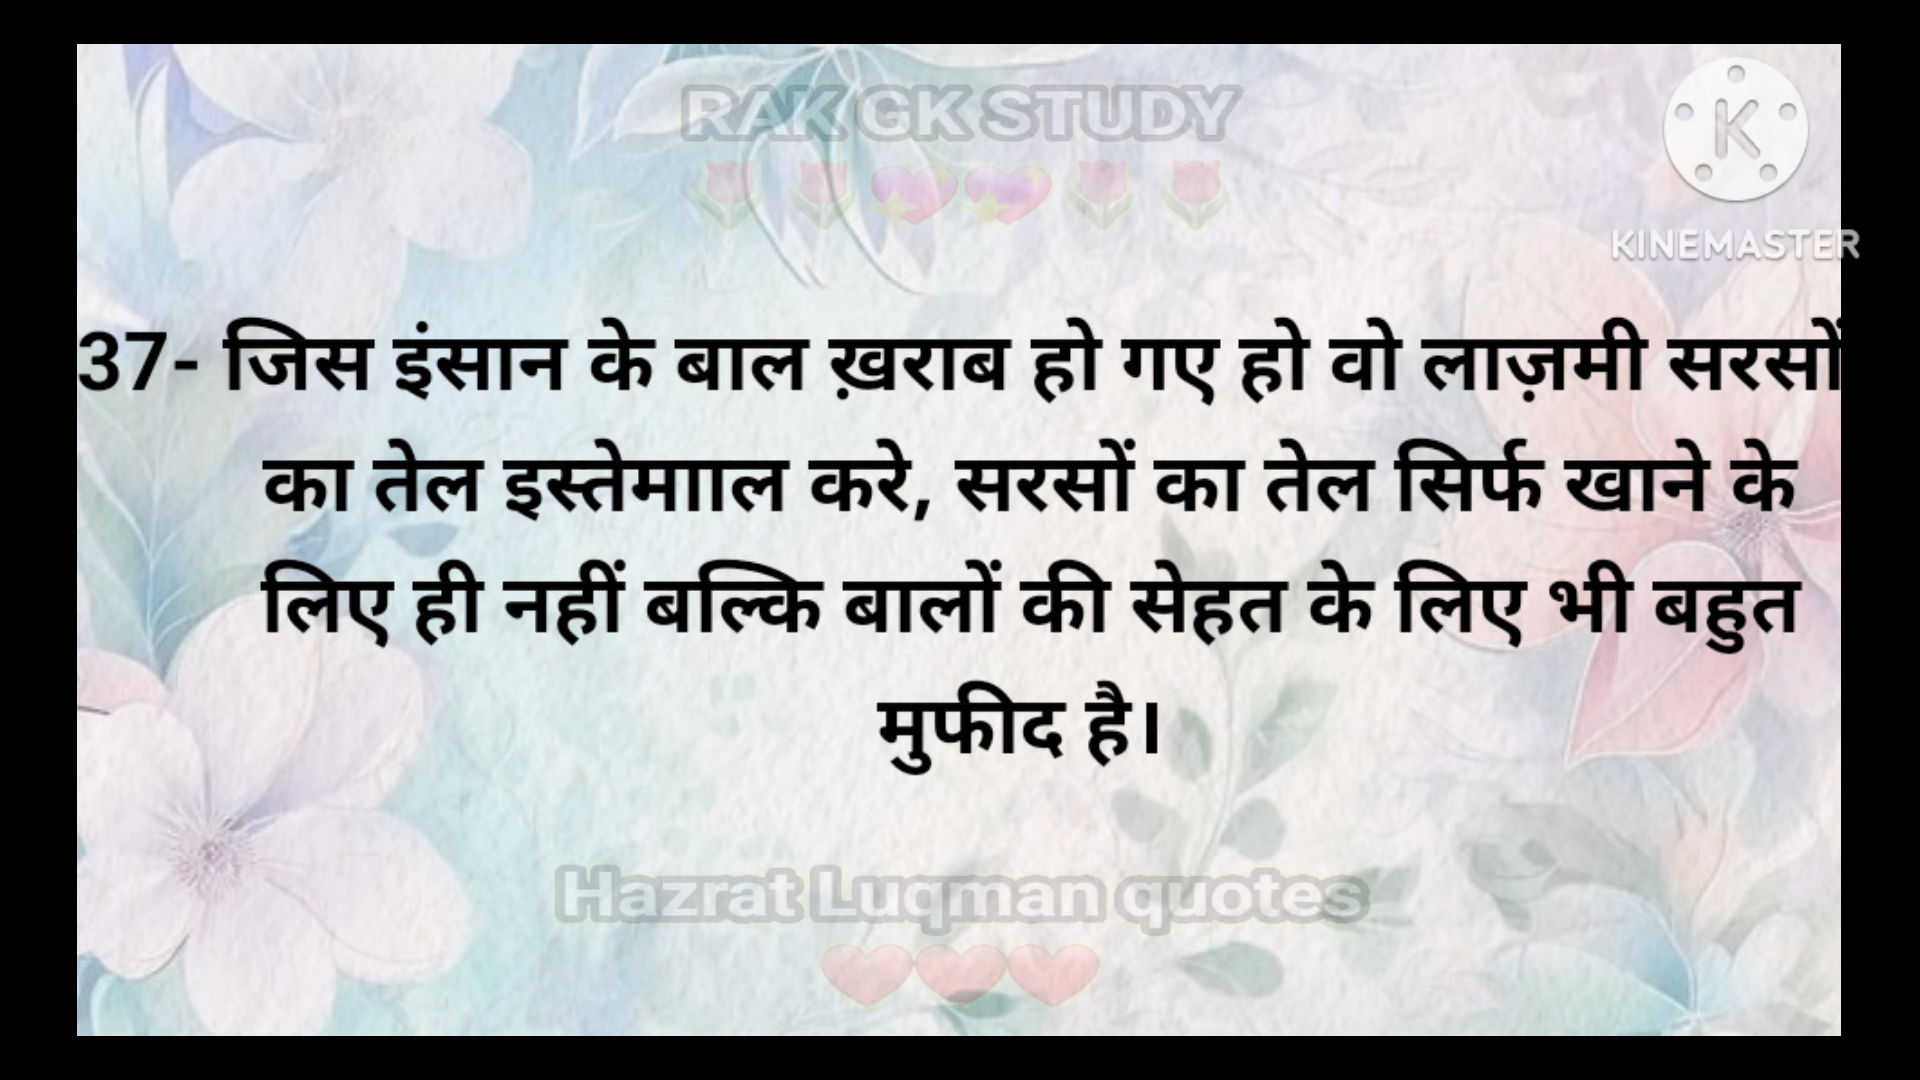 RAK GK STUDY
KINEMASTER
37- जिस इंसान के बाल ख़राब हो गए हो वो लाज़मी सरसों
का तेल इस्तेमााल करे, सरसों का तेल सिर्फ खाने के
लिए ही नहीं बल्कि बालों की सेहत के लिए भी बहुत
मुफीद है।
Hazrat Luqman quotes